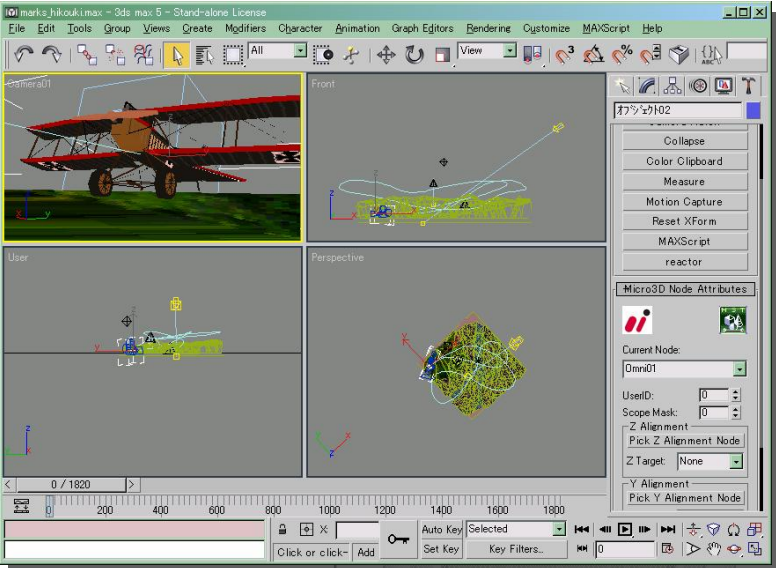 marks_hikouki.max - 3ds max 5 - Stand-alone License
File Edit Tools Group Views Create Modifiers Character Animation Graph Editors Rendering Customize MAXScript Help
All
View
3
%
ABC
Camera01
Front
z
x
y
z
x
User
z
y
z
x
Perspective
y
x
z
y
x
ｵﾌﾞｼﾞｪｸﾄ02
Collapse
Color Clipboard
Measure
Motion Capture
Reset XForm
MAXScript
reactor
Micro3D Node Attributes
Current Node:
Omni01
UserID: 0
Scope Mask: 0
Z Alignment
Pick Z Alignment Node
Z Target: None
Y Alignment
Pick Y Alignment Node
< 0 / 1820 >
0 200 400 600 800 1000 1200 1400 1600 1800
X:
Auto Key Selected
Click or click- Add
Set Key Key Filters...
0